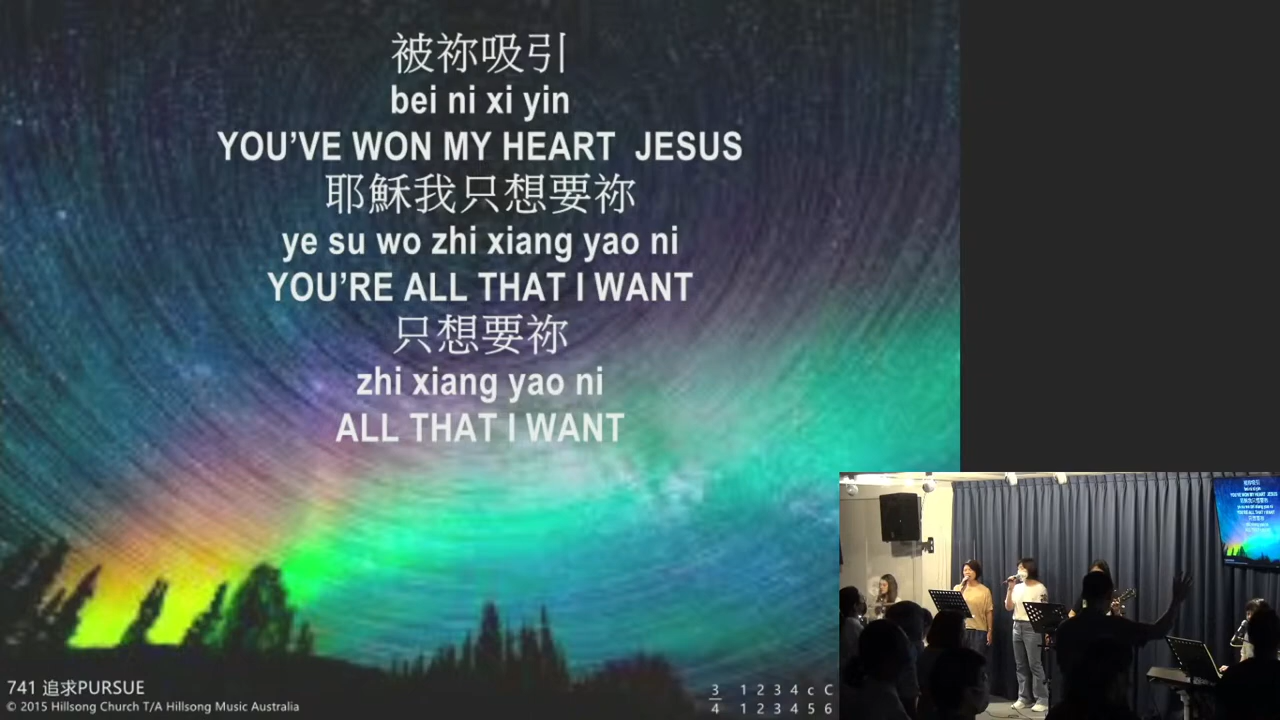 被祢吸引
bei ni xi yin
YOU’VE WON MY HEART JESUS
耶穌我只想要祢
ye su wo zhi xiang yao ni
YOU’RE ALL THAT I WANT
只想要祢
zhi xiang yao ni
ALL THAT I WANT
741 追求PURSUE
© 2015 Hillsong Church T/A Hillsong Music Australia
3 1 2 3 4 c C
4 1 2 3 4 5 6